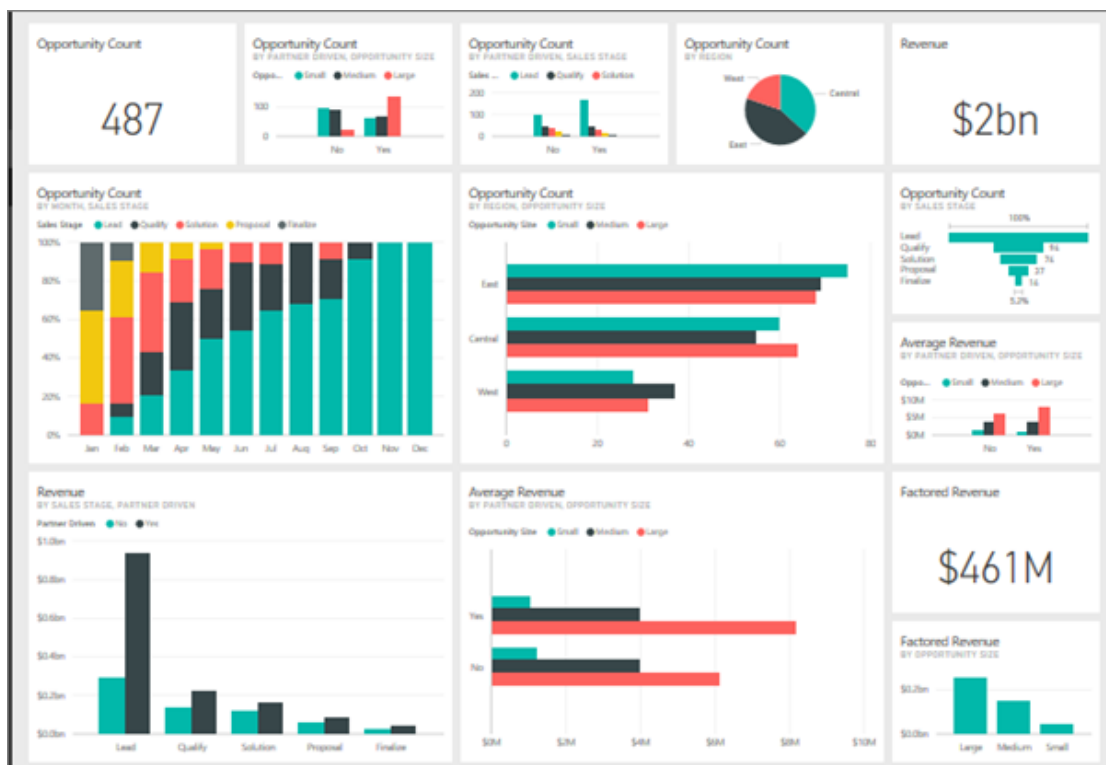 Opportunity Count
487
Opportunity Count
BY PARTNER DRIVEN, OPPORTUNITY SIZE
Oppo... Small Medium Large
100
0
No Yes
Opportunity Count
BY PARTNER DRIVEN, SALES STAGE
Sales ... Lead Qualify Solution
200
100
0
No Yes
Opportunity Count
BY REGION
West
Central
East
Revenue
$2bn
Opportunity Count
BY MONTH, SALES STAGE
Sales Stage Lead Qualify Solution Proposal Finalize
100%
80%
60%
40%
20%
0%
Jan Feb Mar Apr May Jun Jul Aug Sep Oct Nov Dec
Opportunity Count
BY REGION, OPPORTUNITY SIZE
Opportunity Size Small Medium Large
East
Central
West
0 20 40 60 80
Opportunity Count
BY SALES STAGE
100%
Lead
Qualify 94
Solution 76
Proposal 37
Finalize 16
5.2%
Average Revenue
BY PARTNER DRIVEN, OPPORTUNITY SIZE
Oppo... Small Medium Large
$10M
$5M
$0M
No Yes
Revenue
BY SALES STAGE, PARTNER DRIVEN
Partner Driven No Yes
$1.0bn
$0.8bn
$0.6bn
$0.4bn
$0.2bn
$0.0bn
Lead Qualify Solution Proposal Finalize
Average Revenue
BY PARTNER DRIVEN, OPPORTUNITY SIZE
Opportunity Size Small Medium Large
Yes
No
$0M $2M $4M $6M $8M $10M
Factored Revenue
$461M
Factored Revenue
BY OPPORTUNITY SIZE
$0.2bn
$0.0bn
Large Medium Small